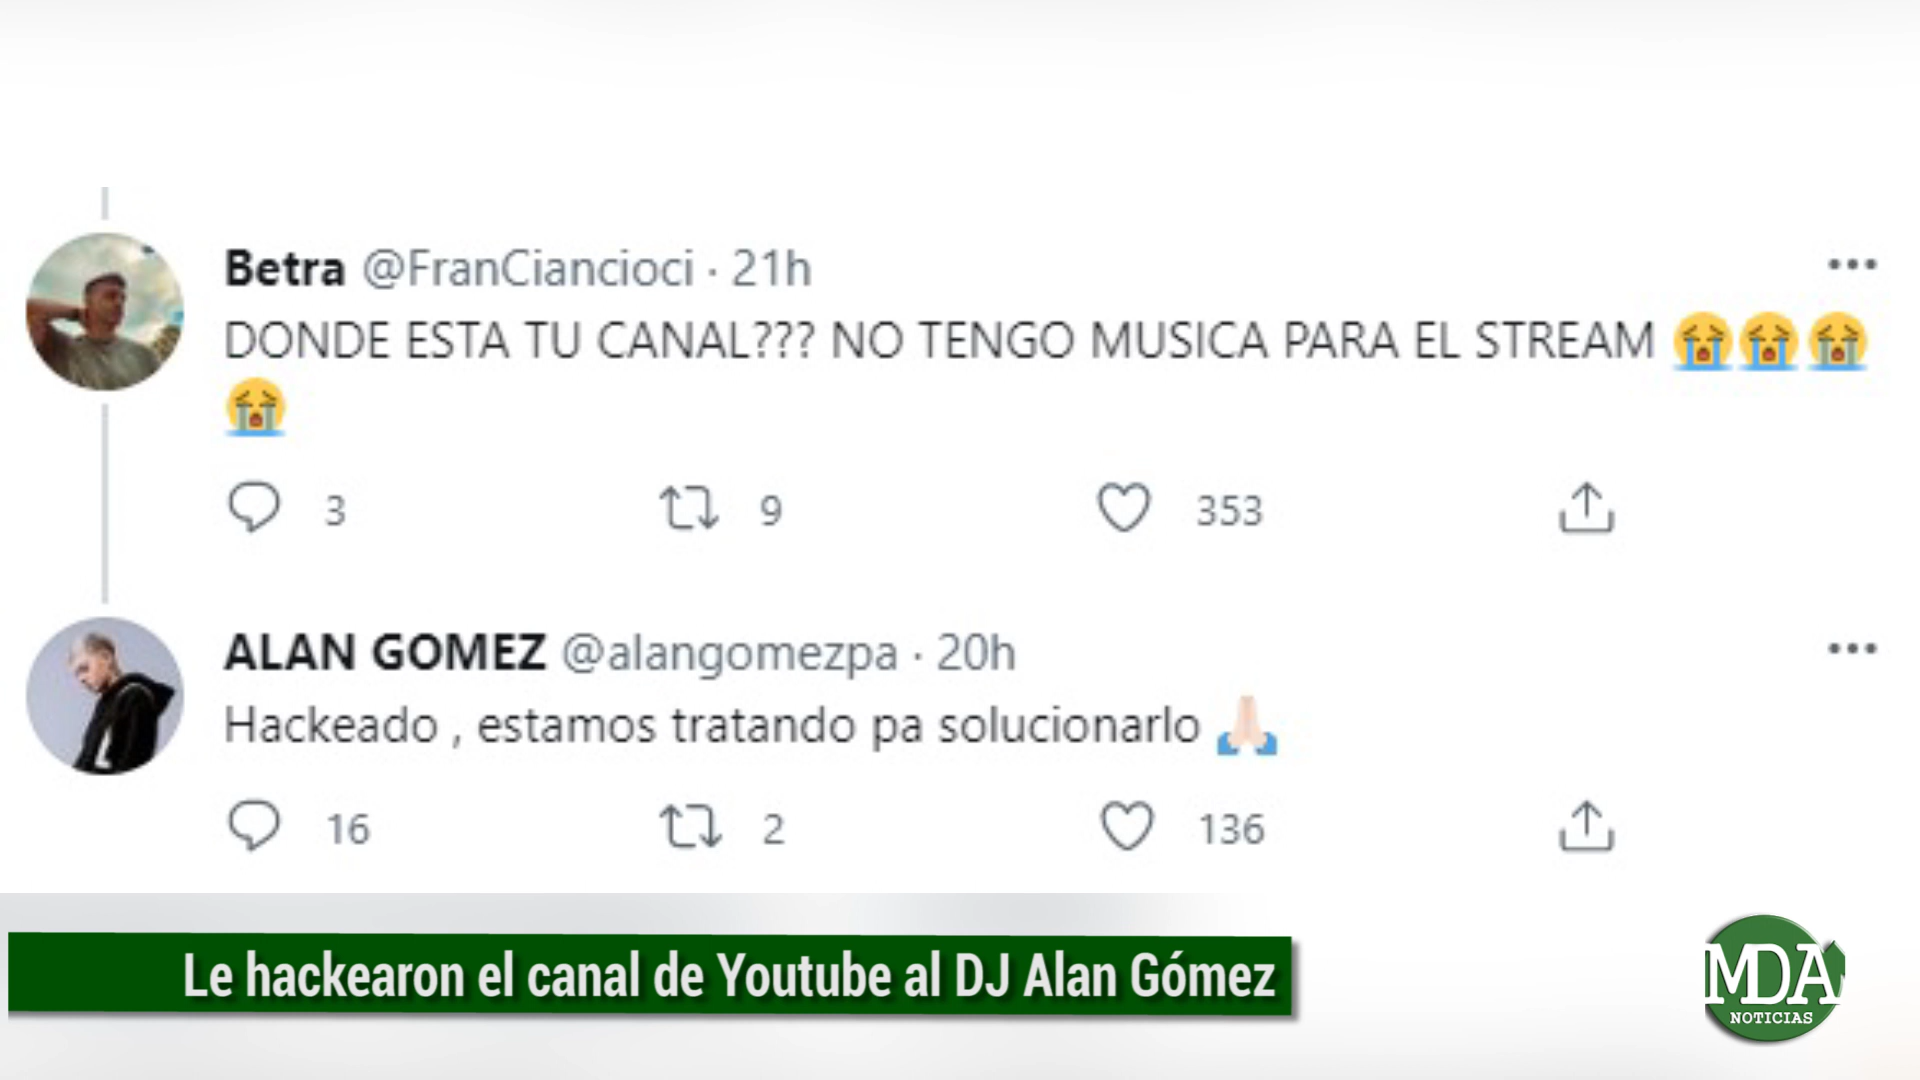 Betra @FranCiancioci · 21h
DONDE ESTA TU CANAL??? NO TENGO MUSICA PARA EL STREAM 😭😭😭
😭
3 9 353
ALAN GOMEZ @alangomezpa · 20h
Hackeado , estamos tratando pa solucionarlo 🙏🏻
16 2 136
Le hackearon el canal de Youtube al DJ Alan Gómez
MDA
NOTICIAS